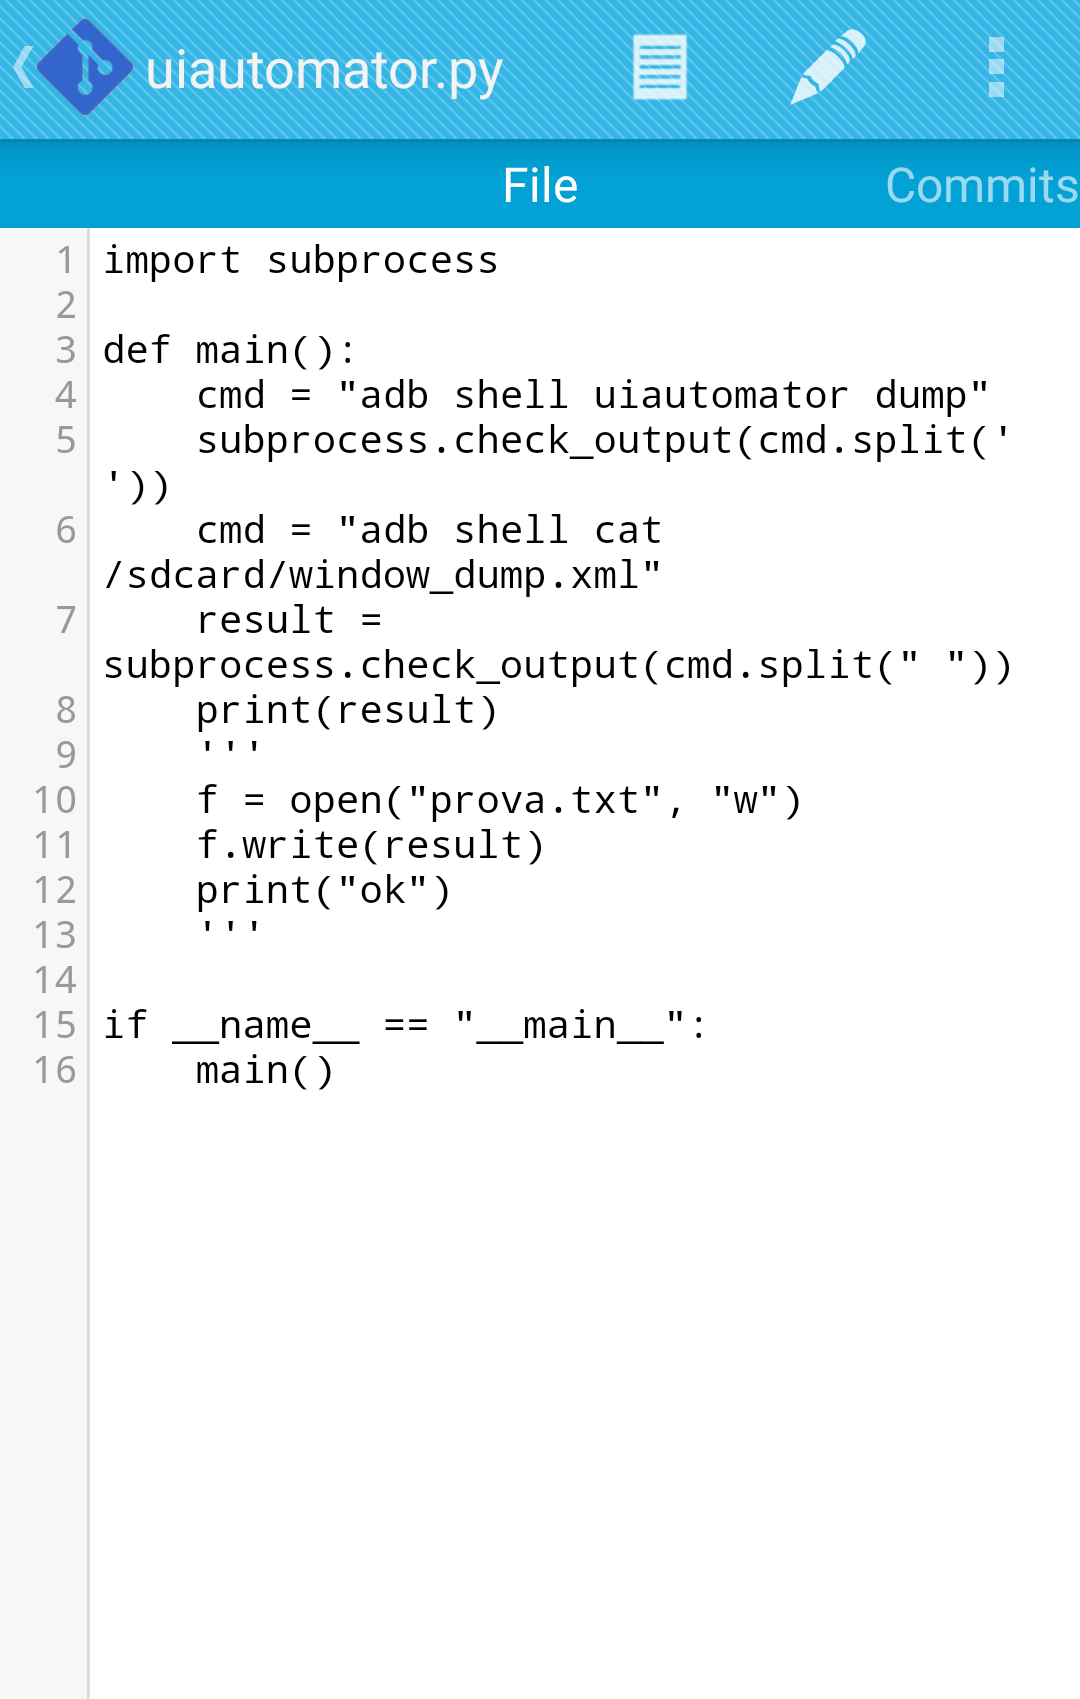 uiautomator.py
File
Commits
1 import subprocess
2
3 def main():
4     cmd = "adb shell uiautomator dump"
5     subprocess.check_output(cmd.split('
'))
6     cmd = "adb shell cat
/sdcard/window_dump.xml"
7     result =
subprocess.check_output(cmd.split(" "))
8     print(result)
9     '''
10     f = open("prova.txt", "w")
11     f.write(result)
12     print("ok")
13     '''
14
15 if __name__ == "__main__":
16     main()